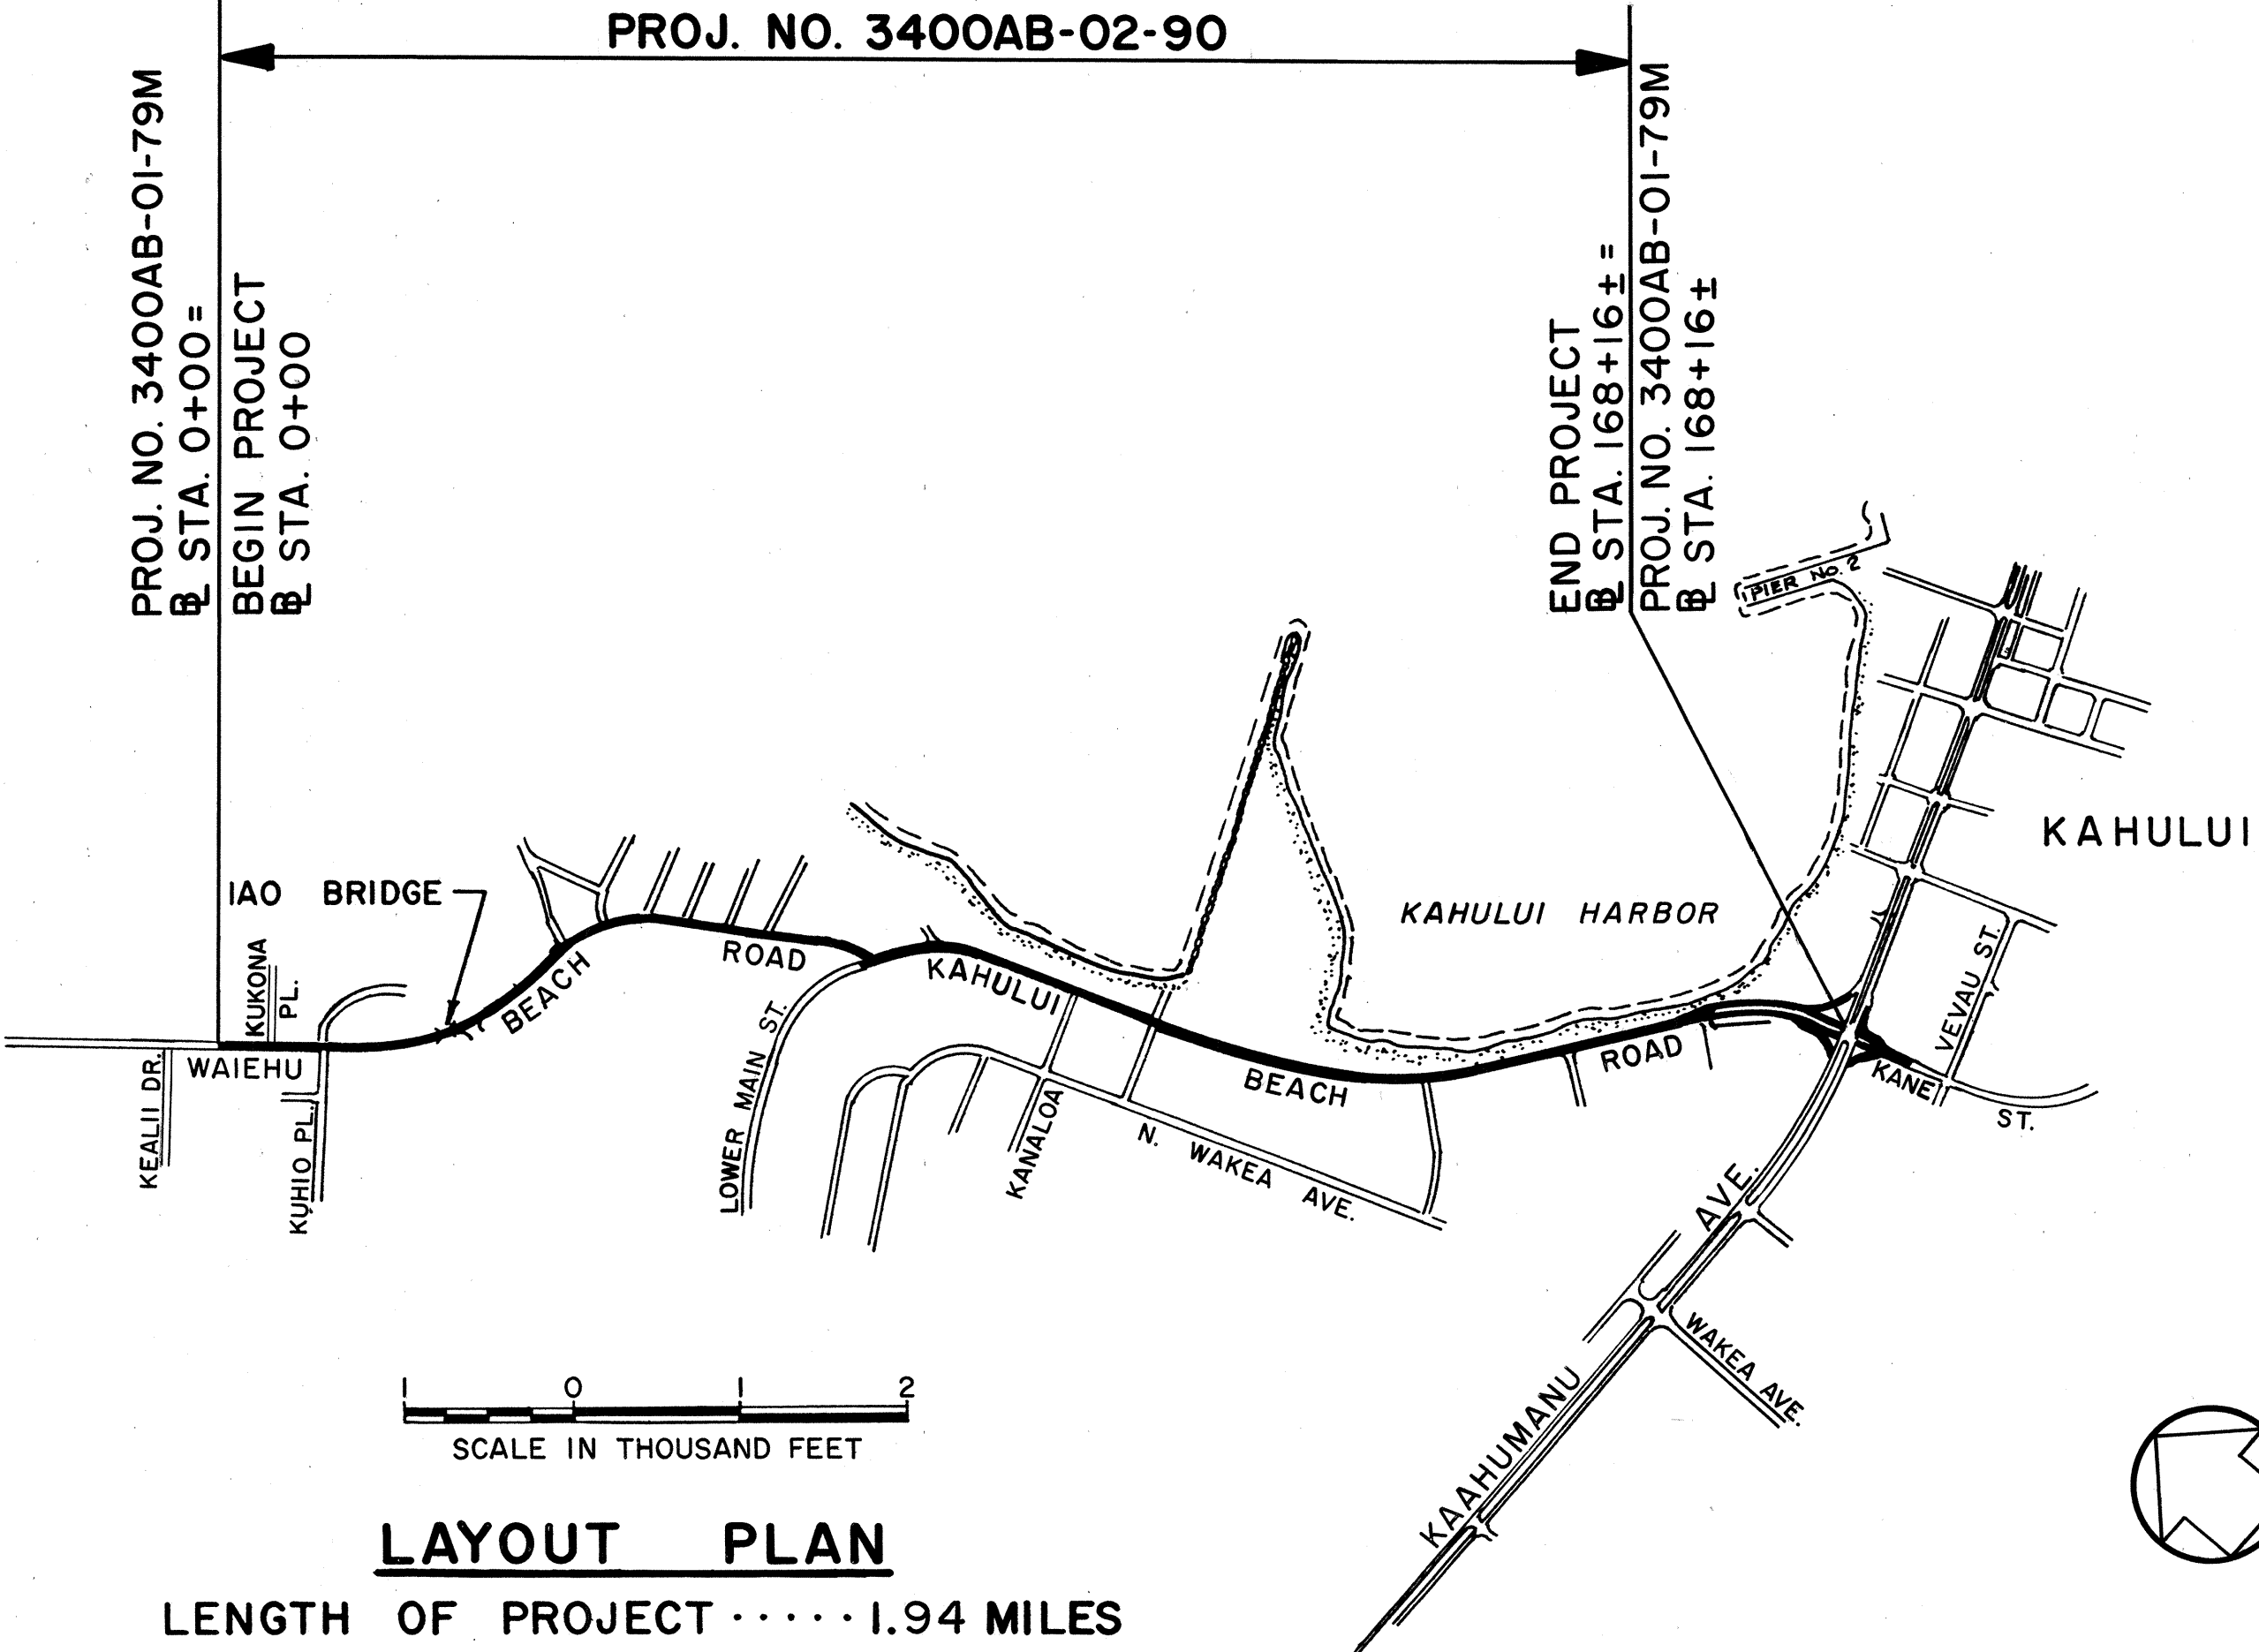 PROJ. NO. 3400AB-02-90
PROJ. NO. 3400AB-01-79M
BL STA. 0+00 =
BEGIN PROJECT
BL STA. 0+00
END PROJECT
BL STA. 168+16± =
PROJ. NO. 3400AB-01-79M
BL STA. 168+16±
PIER NO. 2
KAHULUI
KAHULUI HARBOR
IAO BRIDGE
KUKONA
PL.
WAIEHU
BEACH
ROAD
KEALII DR.
KUHIO PL.
LOWER MAIN ST.
KAHULUI
BEACH
ROAD
KANALOA
N. WAKEA AVE.
VEVAU ST.
KANE
ST.
KAAHUMANU
AVE.
WAKEA AVE.
1 0 1 2
SCALE IN THOUSAND FEET
LAYOUT PLAN
LENGTH OF PROJECT ····· 1.94 MILES